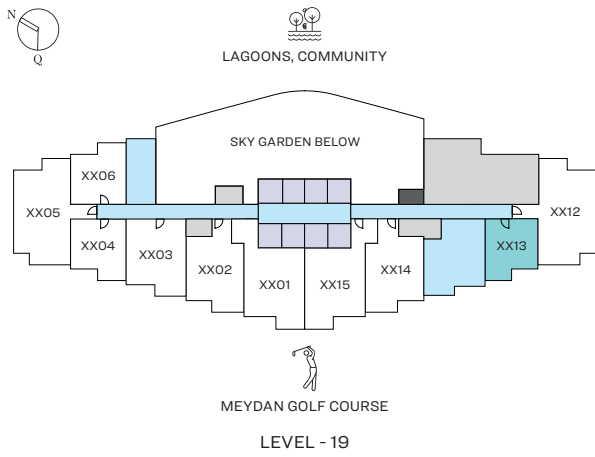 N
Q
LAGOONS, COMMUNITY
SKY GARDEN BELOW
XX06
XX05
XX12
XX04
XX03
XX02
XX01
XX15
XX14
XX13
MEYDAN GOLF COURSE
LEVEL - 19